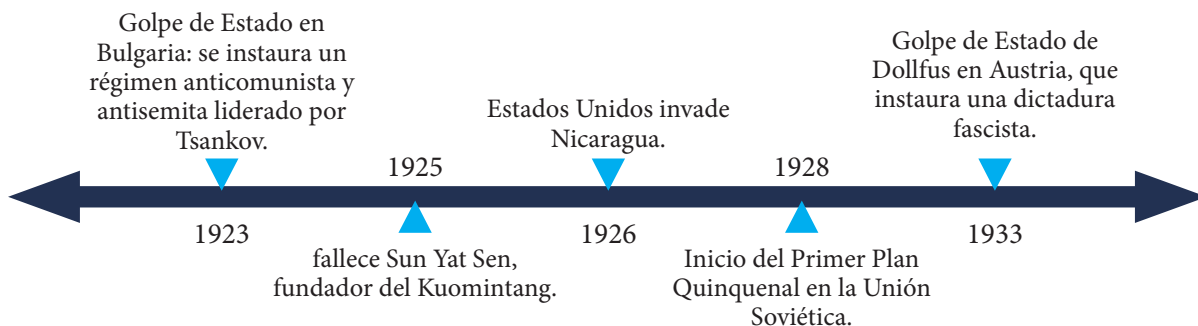 Golpe de Estado en
Bulgaria: se instaura un
régimen anticomunista y
antisemita liderado por
Tsankov.
1923
1925
fallece Sun Yat Sen,
fundador del Kuomintang.
Estados Unidos invade
Nicaragua.
1926
1928
Inicio del Primer Plan
Quinquenal en la Unión
Soviética.
Golpe de Estado de
Dollfus en Austria, que
instaura una dictadura
fascista.
1933